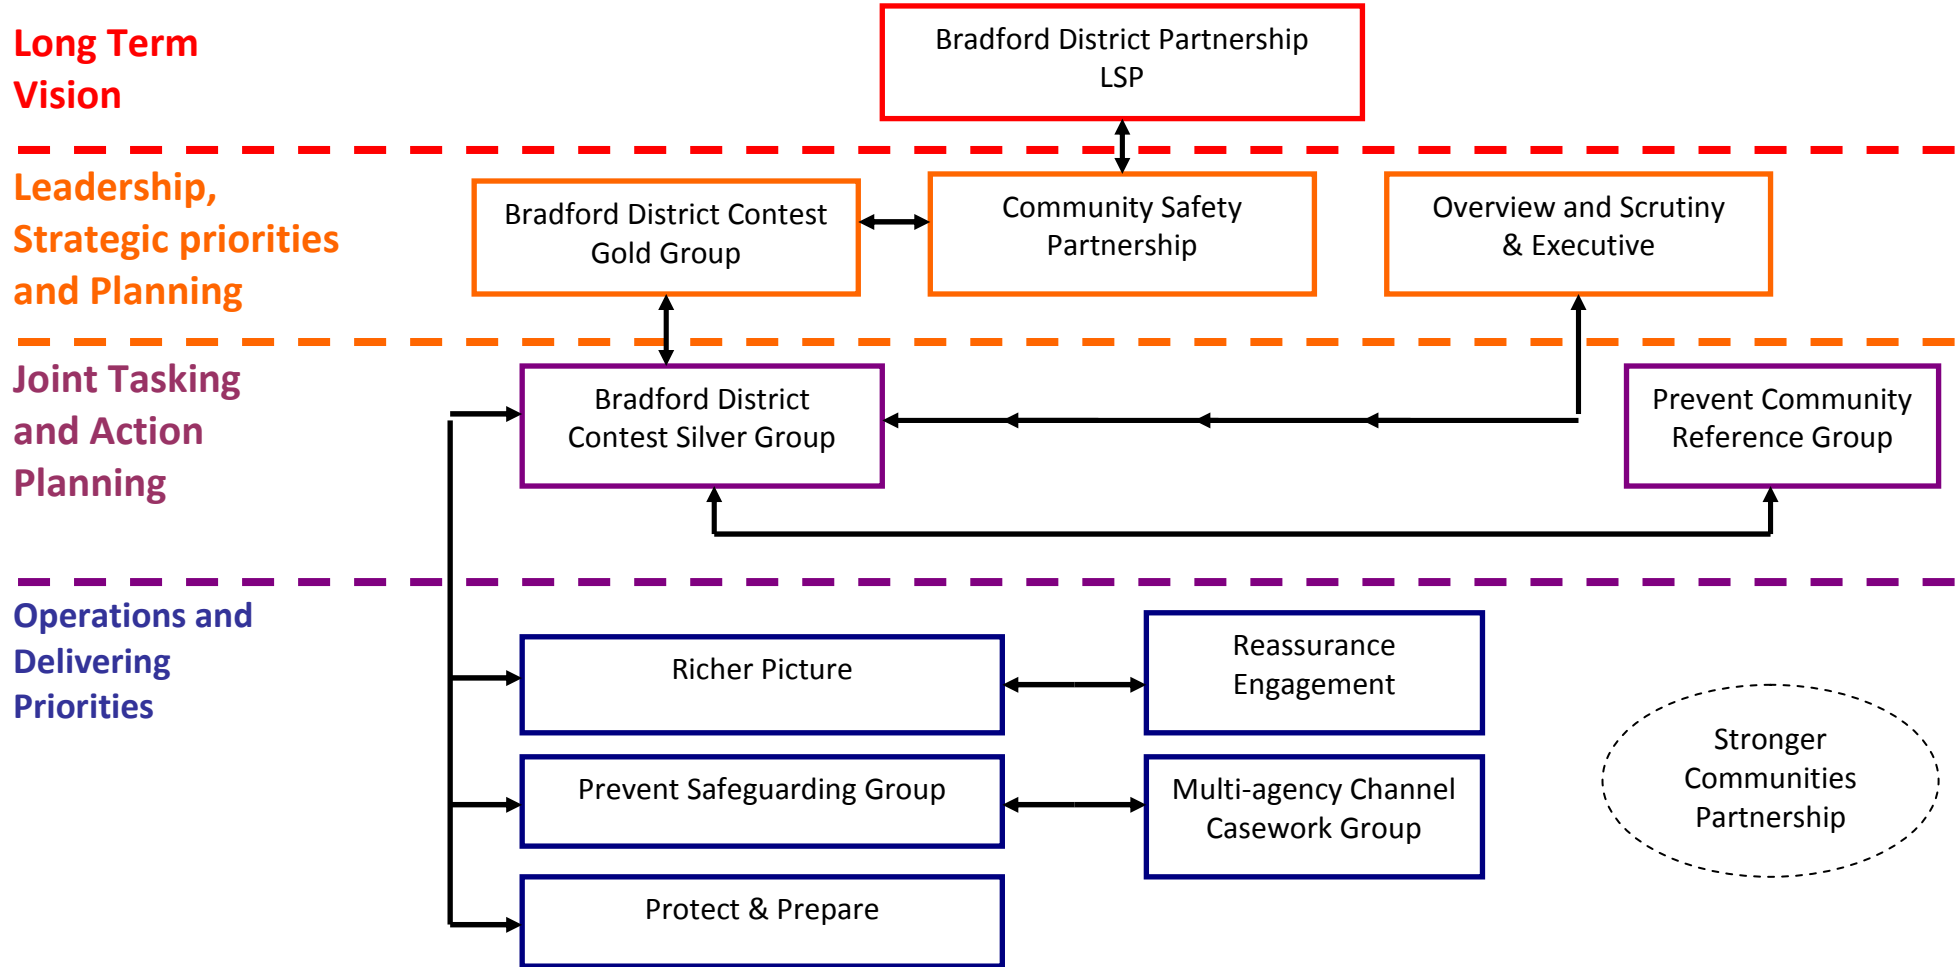 Long Term
Vision
Bradford District Partnership
LSP
Leadership,
Strategic priorities
and Planning
Bradford District Contest
Gold Group
Community Safety
Partnership
Overview and Scrutiny
& Executive
Joint Tasking
and Action
Planning
Bradford District
Contest Silver Group
Prevent Community
Reference Group
Operations and
Delivering
Priorities
Richer Picture
Reassurance
Engagement
Prevent Safeguarding Group
Multi-agency Channel
Casework Group
Protect & Prepare
Stronger
Communities
Partnership